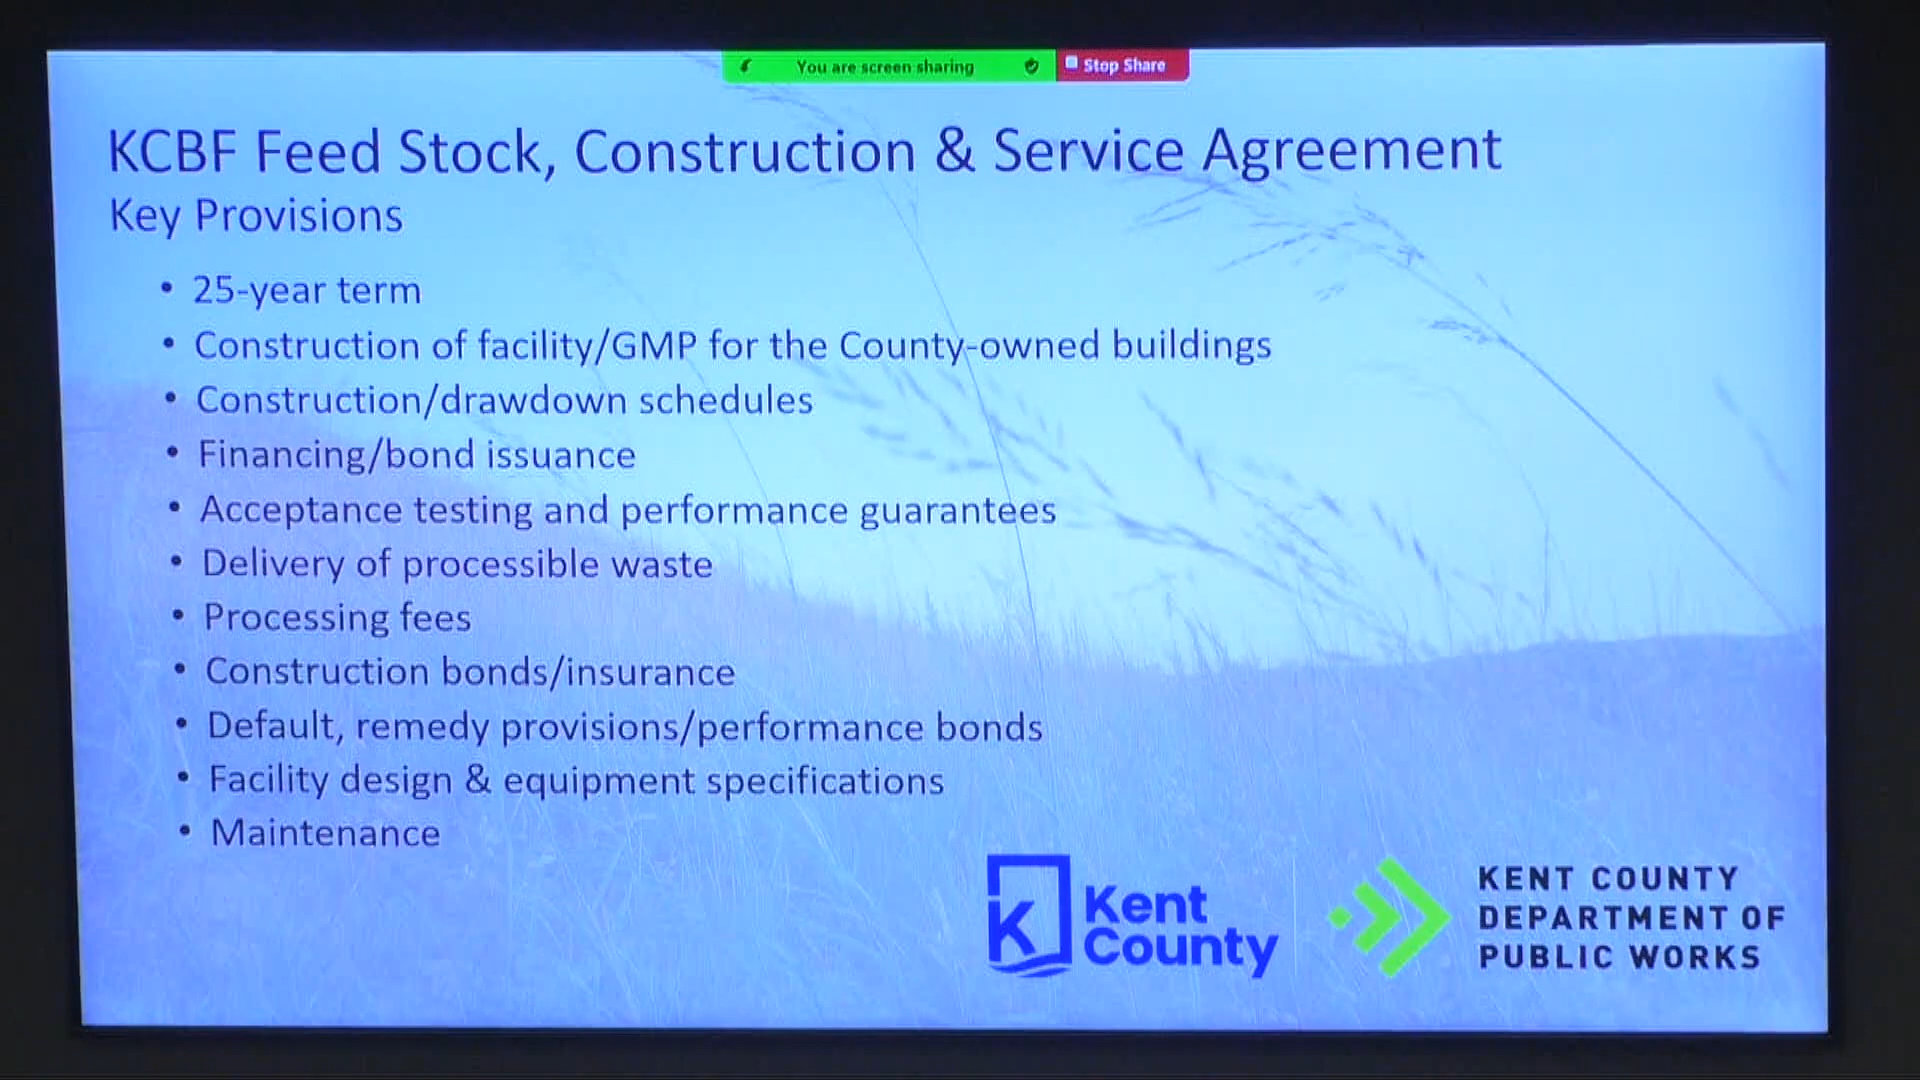 You are screen sharing
Stop Share
KCBF Feed Stock, Construction & Service Agreement
Key Provisions
• 25-year term
• Construction of facility/GMP for the County-owned buildings
• Construction/drawdown schedules
• Financing/bond issuance
• Acceptance testing and performance guarantees
• Delivery of processible waste
• Processing fees
• Construction bonds/insurance
• Default, remedy provisions/performance bonds
• Facility design & equipment specifications
• Maintenance
K
Kent
County
KENT COUNTY
DEPARTMENT OF
PUBLIC WORKS